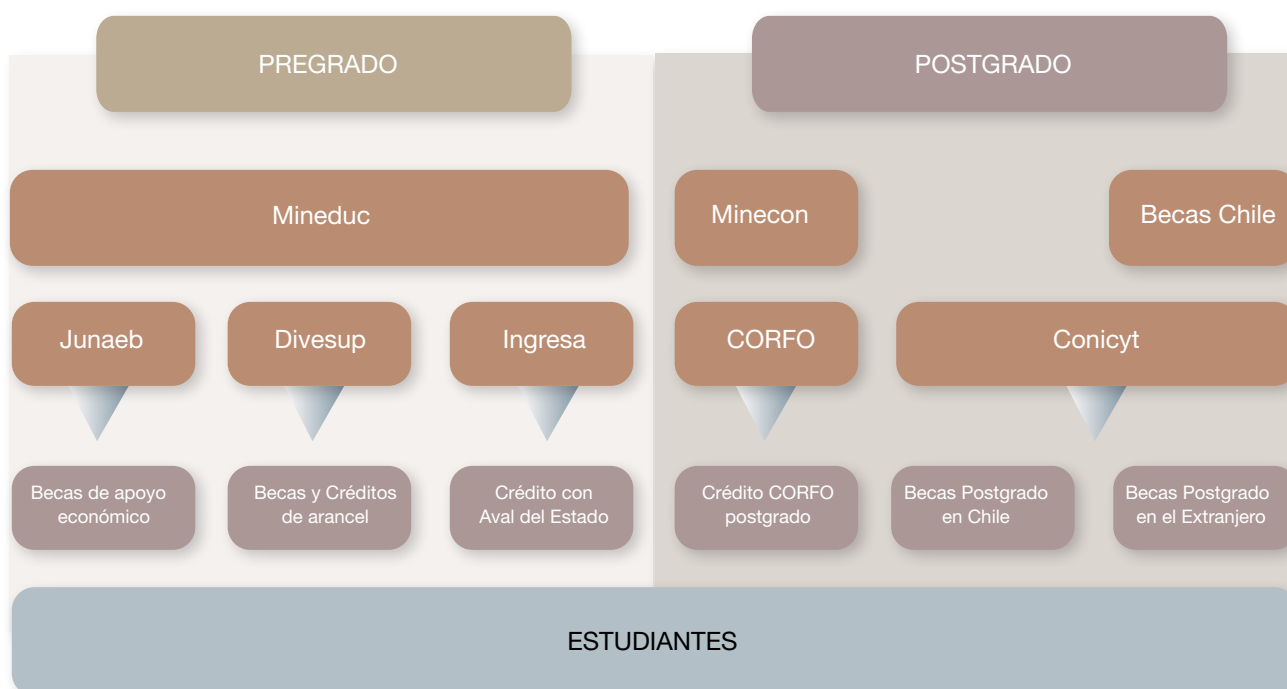 PREGRADO
POSTGRADO
Mineduc
Minecon
Becas Chile
Junaeb
Divesup
Ingresa
CORFO
Conicyt
Becas de apoyo
económico
Becas y Créditos
de arancel
Crédito con
Aval del Estado
Crédito CORFO
postgrado
Becas Postgrado
en Chile
Becas Postgrado
en el Extranjero
ESTUDIANTES